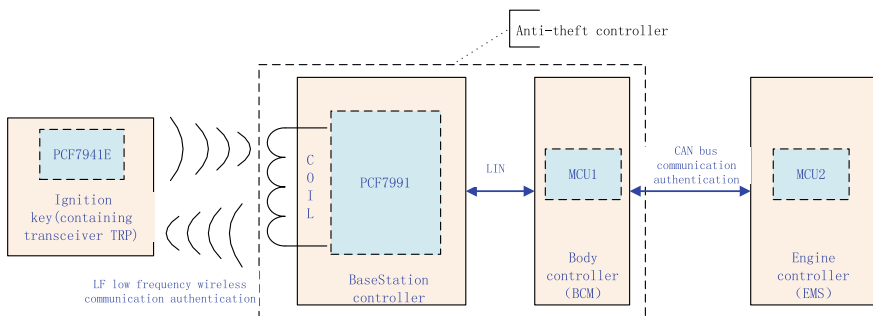 Anti-theft controller
PCF7941E
Ignition
key(containing
transceiver TRP)
LF low frequency wireless
communication authentication
COIL
PCF7991
BaseStation
controller
LIN
MCU1
Body
controller
(BCM)
CAN bus
communication
authentication
MCU2
Engine
controller
(EMS)